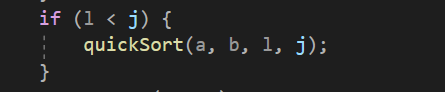 if (l < j) {
quickSort(a, b, l, j);
}